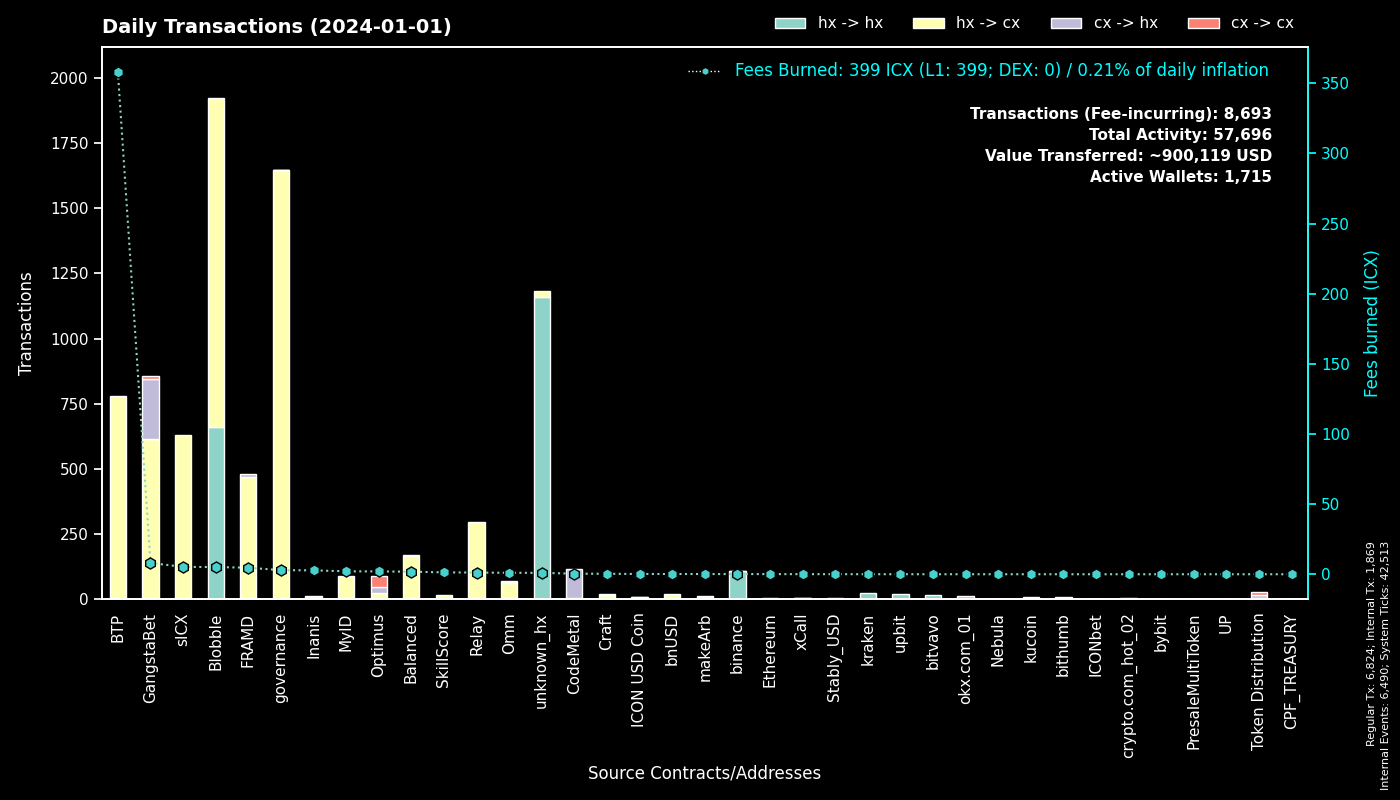 Daily Transactions (2024-01-01)
hx -> hx
hx -> cx
cx -> hx
cx -> cx
Fees Burned: 399 ICX (L1: 399; DEX: 0) / 0.21% of daily inflation
Transactions (Fee-incurring): 8,693
Total Activity: 57,696
Value Transferred: ~900,119 USD
Active Wallets: 1,715
Transactions
2000
1750
1500
1250
1000
750
500
250
0
350
300
250
200
150
100
50
0
Fees burned (ICX)
BTP
GangstaBet
sICX
Blobble
FRAMD
governance
Inanis
MyID
Optimus
Balanced
SkillScore
Relay
Omm
unknown_hx
CodeMetal
Craft
ICON USD Coin
bnUSD
makeArb
binance
Ethereum
xCall
Stably_USD
kraken
upbit
bitvavo
okx.com_01
Nebula
kucoin
bithumb
ICONbet
crypto.com_hot_02
bybit
PresaleMultiToken
UP
Token Distribution
CPF_TREASURY
Source Contracts/Addresses
Regular Tx: 6,824; Internal Tx: 1,869
Internal Events: 6,490; System Ticks: 42,513